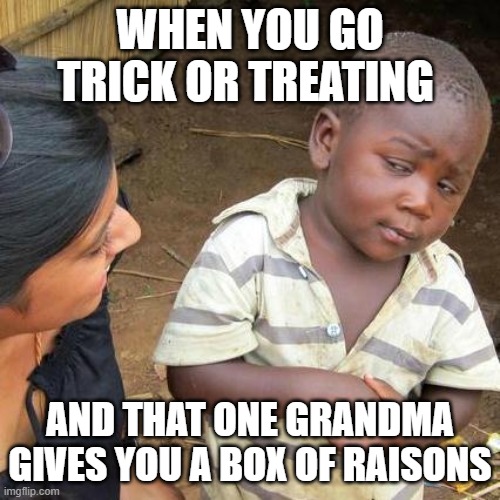 WHEN YOU GO
TRICK OR TREATING
AND THAT ONE GRANDMA
GIVES YOU A BOX OF RAISONS
imgflip.com